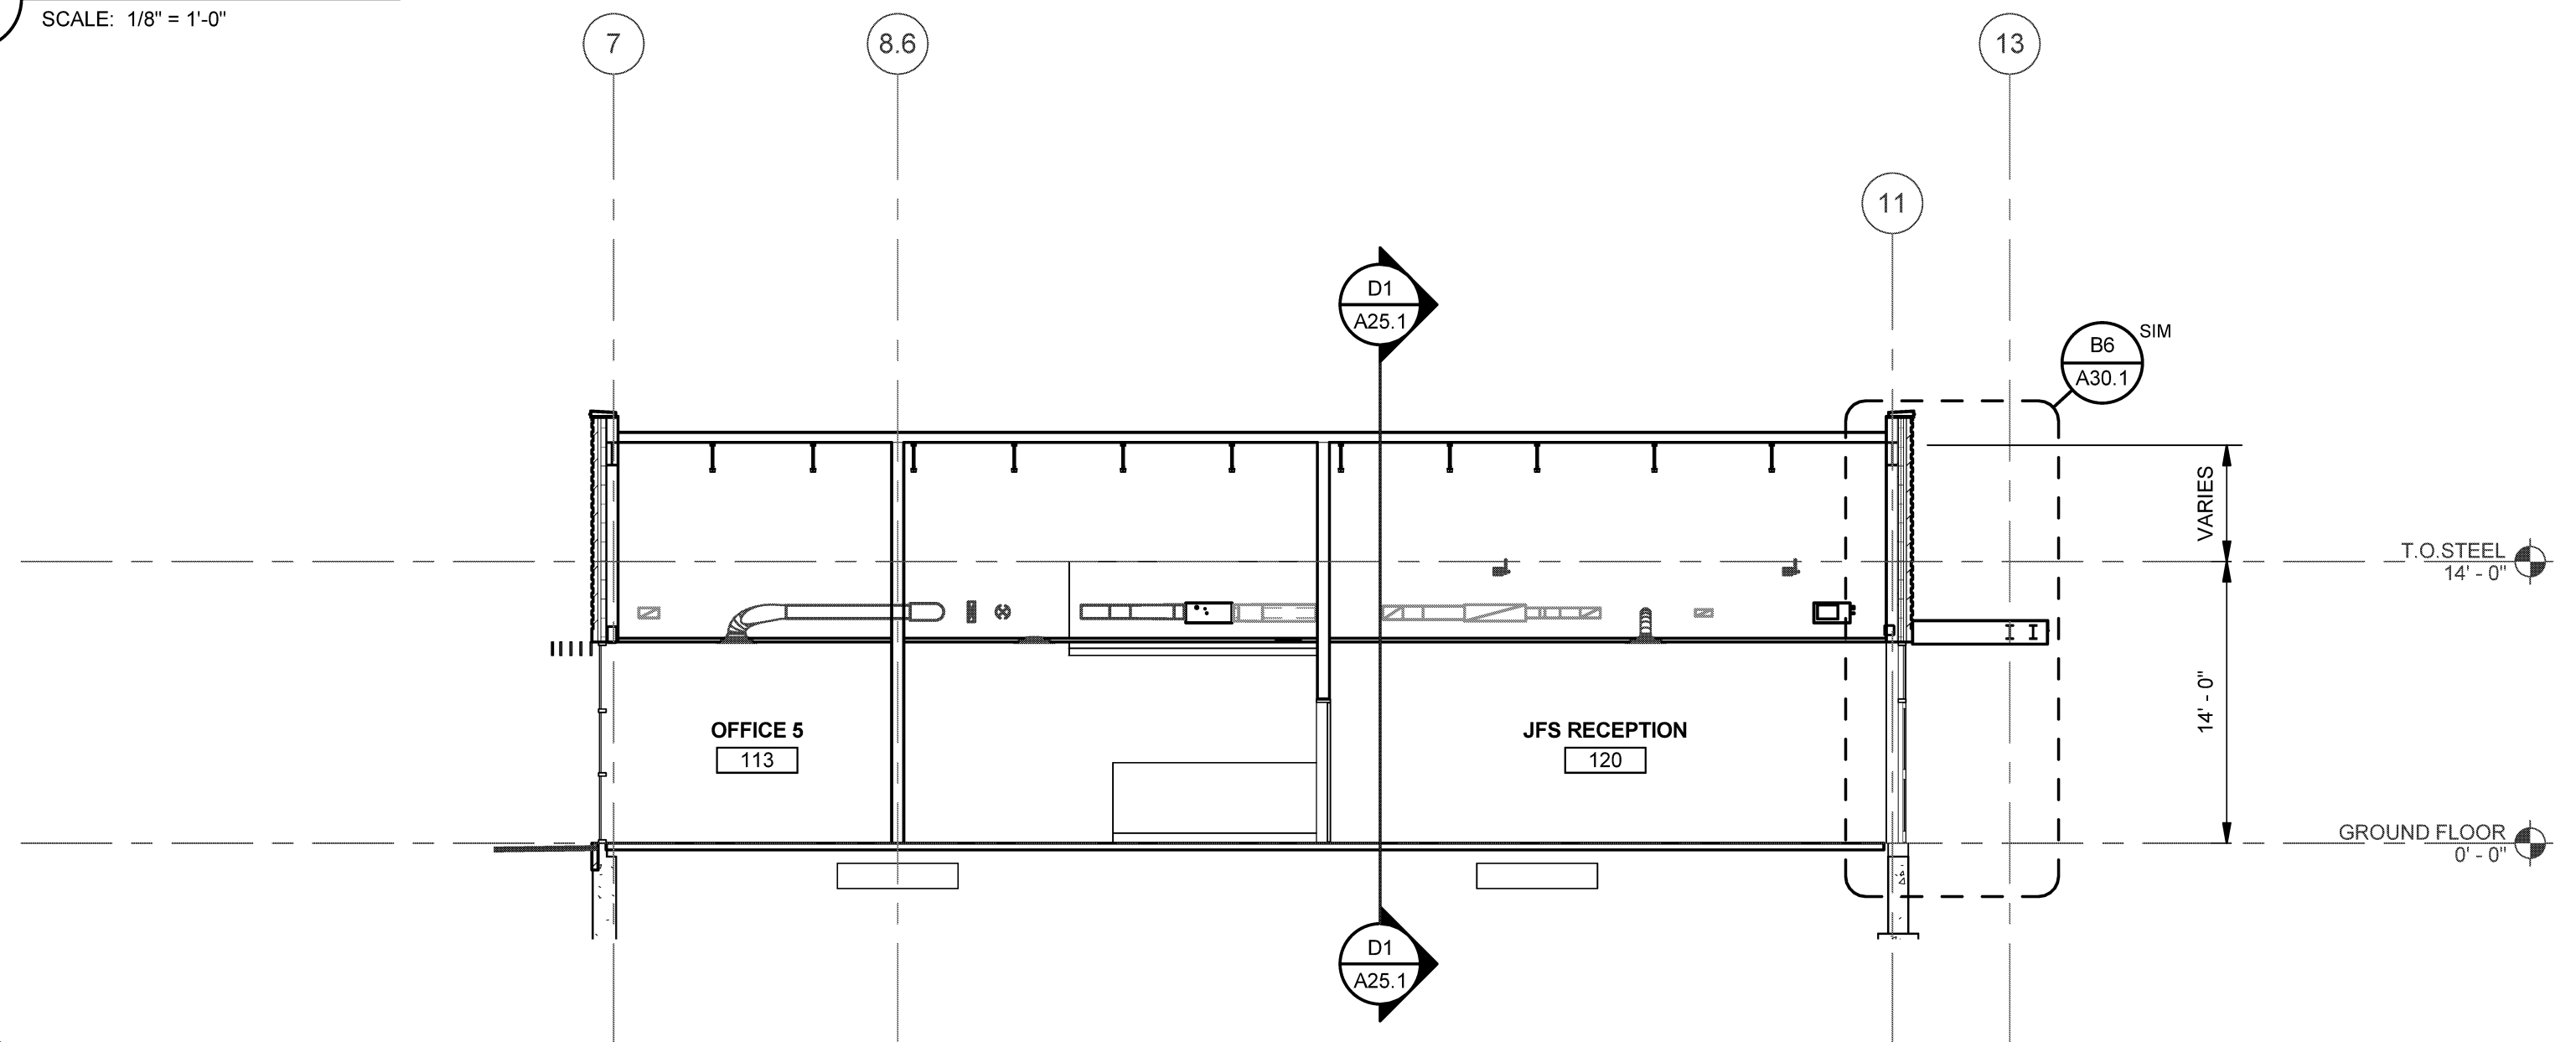 SCALE: 1/8" = 1'-0"
7
8.6
13
11
D1
A25.1
B6
A30.1
SIM
VARIES
T.O.STEEL
14' - 0"
14' - 0"
OFFICE 5
113
JFS RECEPTION
120
GROUND FLOOR
0' - 0"
D1
A25.1